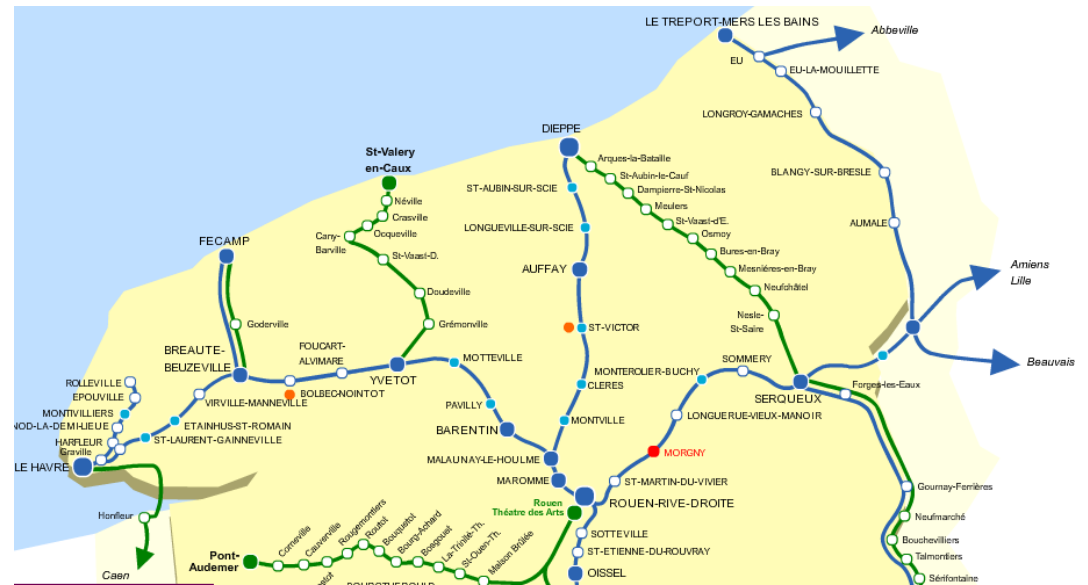 LE TREPORT-MERS LES BAINS
Abbeville
EU
EU-LA-MOUILLETTE
LONGROY-GAMACHES
DIEPPE
St-Valery
en-Caux
Arques-la-Bataille
BLANGY-SUR-BRESLE
St-Aubin-le-Cauf
ST-AUBIN-SUR-SCIE
Dampierre-St-Nicolas
Néville
Meulers
Crasville
St-Vaast-d'E.
AUMALE
LONGUEVILLE-SUR-SCIE
Ocqueville
Cany-
Barville
Osmoy
FECAMP
St-Vaast-D.
Bures-en-Bray
AUFFAY
Mesnières-en-Bray
Amiens
Lille
Doudeville
Neufchâtel
Goderville
Grémonville
ST-VICTOR
Nesle-
St-Saire
FOUCART-
ALVIMARE
BREAUTE-
BEUZEVILLE
MOTTEVILLE
SOMMERY
Beauvais
MONTEROLIER-BUCHY
YVETOT
ROLLEVILLE
EPOUVILLE
VIRVILLE-MANNEVILLE
BOLBEC-NOINTOT
CLERES
SERQUEUX
Forges-les-Eaux
PAVILLY
MONTIVILLIERS
NOD-LA-DEMI-LIEUE
ETAINHUS-ST-ROMAIN
MONTVILLE
LONGUERUE-VIEUX-MANOIR
BARENTIN
HARFLEUR
ST-LAURENT-GAINNEVILLE
Graville
MORGNY
MALAUNAY-LE-HOULME
LE HAVRE
MAROMME
ST-MARTIN-DU-VIVIER
Gournay-Ferrières
Rouen
Théatre des Arts
ROUEN-RIVE-DROITE
Honfleur
Neufmarché
SOTTEVILLE
Bouchevilliers
Corneville
Cauverville
Rougemontiers
Routot
Bouquetot
Bourg-Achard
Bosgouet
La-Trinité-Th.
St-Ouen-Th.
Maison Brûlée
ST-ETIENNE-DU-ROUVRAY
Pont-
Audemer
Talmontiers
OISSEL
Caen
Sérifontaine